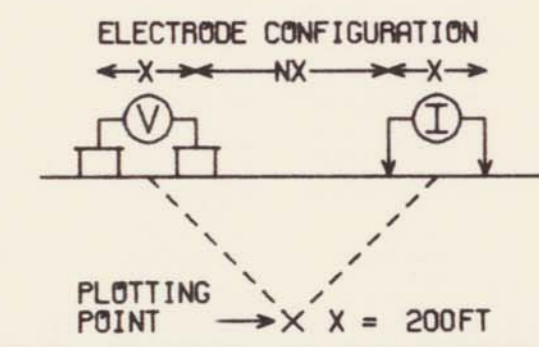 ELECTRODE CONFIGURATION
X NX X
V I
PLOTTING
POINT X X = 200FT